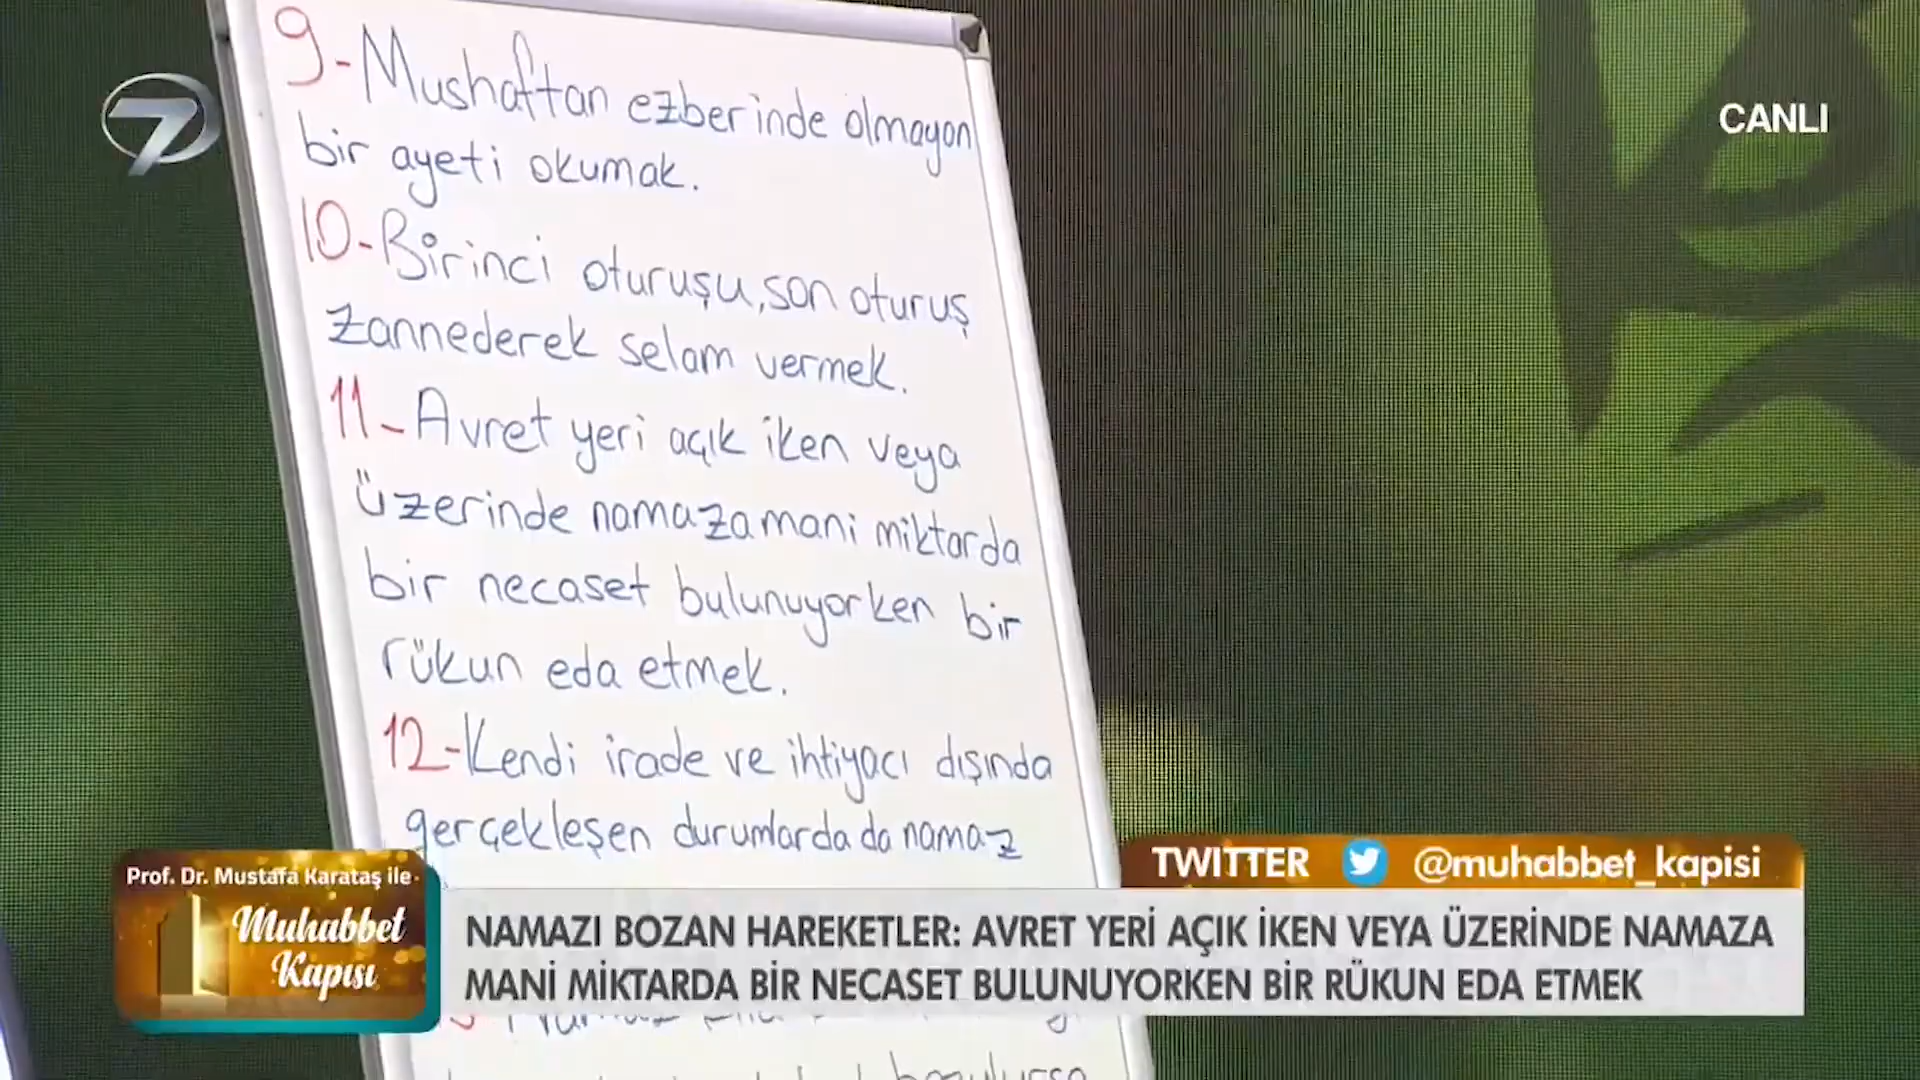 9-Mushaftan ezberinde olmayan
bir ayeti okumak.
10-Birinci oturuşu, son oturuş
zannederek selam vermek.
11-Avret yeri açık iken veya
üzerinde namaza mani miktarda
bir necaset bulunuyorken bir
rükun eda etmek.
12-Kendi irade ve ihtiyacı dışında
gerçekleşen durumlarda da namaz
7
CANLI
TWITTER @muhabbet_kapisi
Prof. Dr. Mustafa Karataş ile
Muhabbet
Kapısı
NAMAZI BOZAN HAREKETLER: AVRET YERİ AÇIK İKEN VEYA ÜZERİNDE NAMAZA
MANİ MİKTARDA BİR NECASET BULUNUYORKEN BİR RÜKUN EDA ETMEK